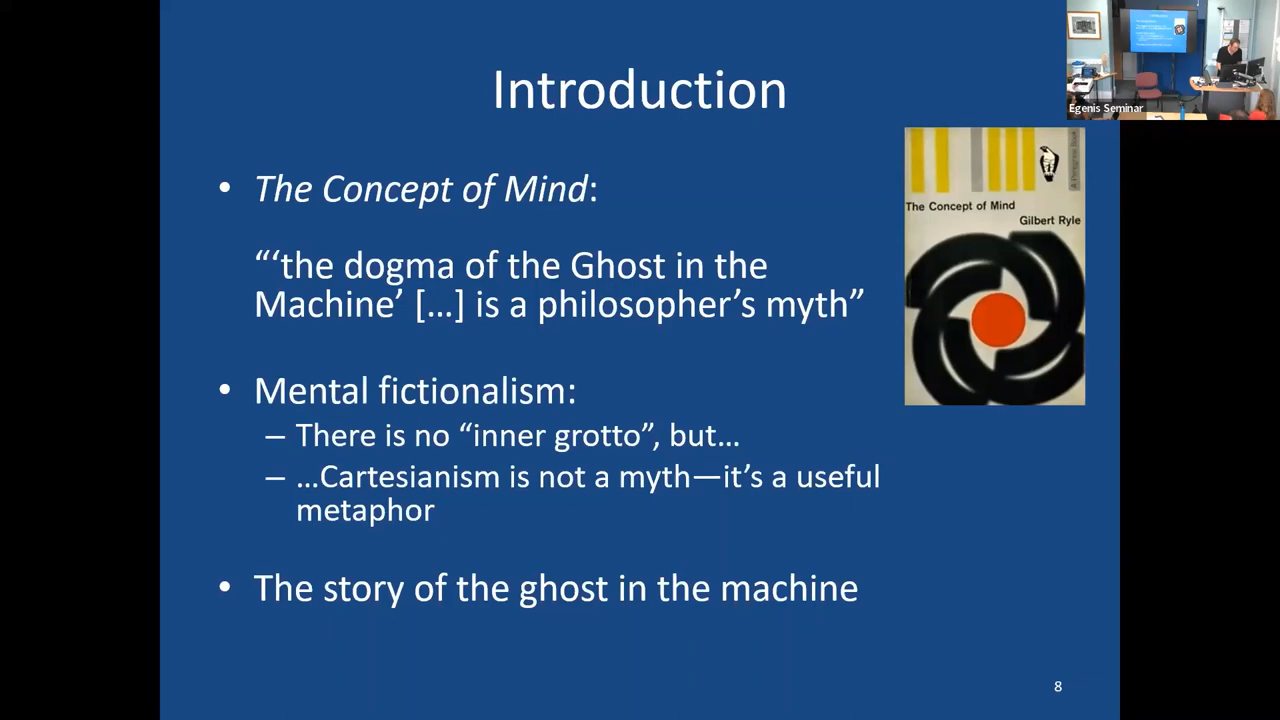 Introduction
Egenis Seminar
• The Concept of Mind:
“‘the dogma of the Ghost in the
Machine’ […] is a philosopher’s myth”
A Peregrine Book
The Concept of Mind
Gilbert Ryle
• Mental fictionalism:
– There is no “inner grotto”, but…
– …Cartesianism is not a myth—it’s a useful
metaphor
• The story of the ghost in the machine
8